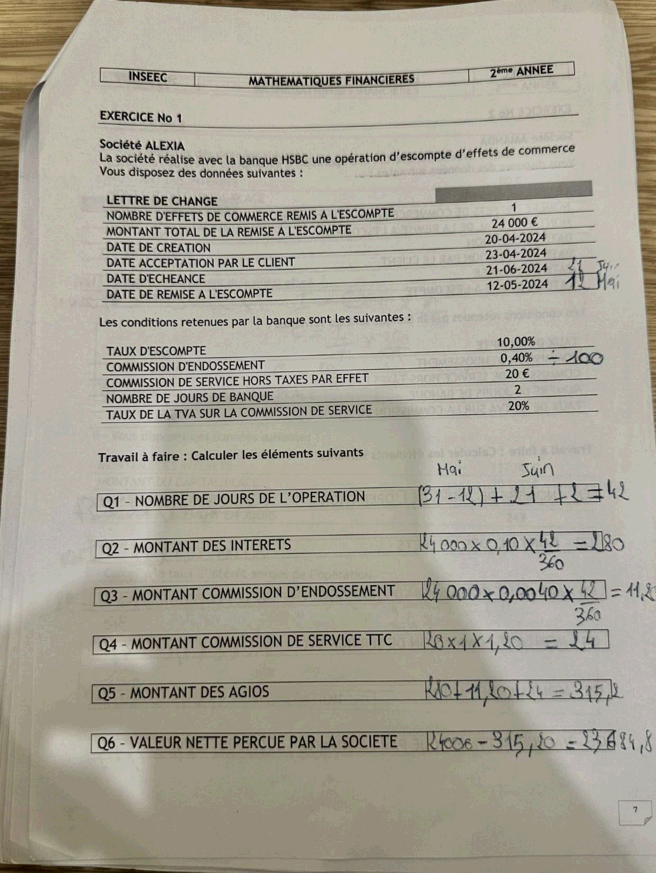 INSEEC MATHEMATIQUES FINANCIERES 2ème ANNEE
EXERCICE No 1
Société ALEXIA
La société réalise avec la banque HSBC une opération d'escompte d'effets de commerce
Vous disposez des données suivantes :
LETTRE DE CHANGE
NOMBRE D'EFFETS DE COMMERCE REMIS A L'ESCOMPTE 1
MONTANT TOTAL DE LA REMISE A L'ESCOMPTE 24 000 €
DATE DE CREATION 20-04-2024
DATE ACCEPTATION PAR LE CLIENT 23-04-2024
DATE D'ECHEANCE 21-06-2024 21 Juin
DATE DE REMISE A L'ESCOMPTE 12-05-2024 12 Mai
Les conditions retenues par la banque sont les suivantes :
TAUX D'ESCOMPTE 10,00%
COMMISSION D'ENDOSSEMENT 0,40% ÷ 100
COMMISSION DE SERVICE HORS TAXES PAR EFFET 20 €
NOMBRE DE JOURS DE BANQUE 2
TAUX DE LA TVA SUR LA COMMISSION DE SERVICE 20%
Travail à faire : Calculer les éléments suivants
Mai Juin
Q1 - NOMBRE DE JOURS DE L'OPERATION (31-12) + 21 + 2 = 42
Q2 - MONTANT DES INTERETS 24 000 x 0,10 x 42 = 280
360
Q3 - MONTANT COMMISSION D'ENDOSSEMENT 24 000 x 0,0040 x 42 = 11,2
360
Q4 - MONTANT COMMISSION DE SERVICE TTC 20 x 1 x 1,20 = 24
Q5 - MONTANT DES AGIOS 280 + 11,20 + 24 = 315,2
Q6 - VALEUR NETTE PERCUE PAR LA SOCIETE 24000 - 315,20 = 23684,8
7